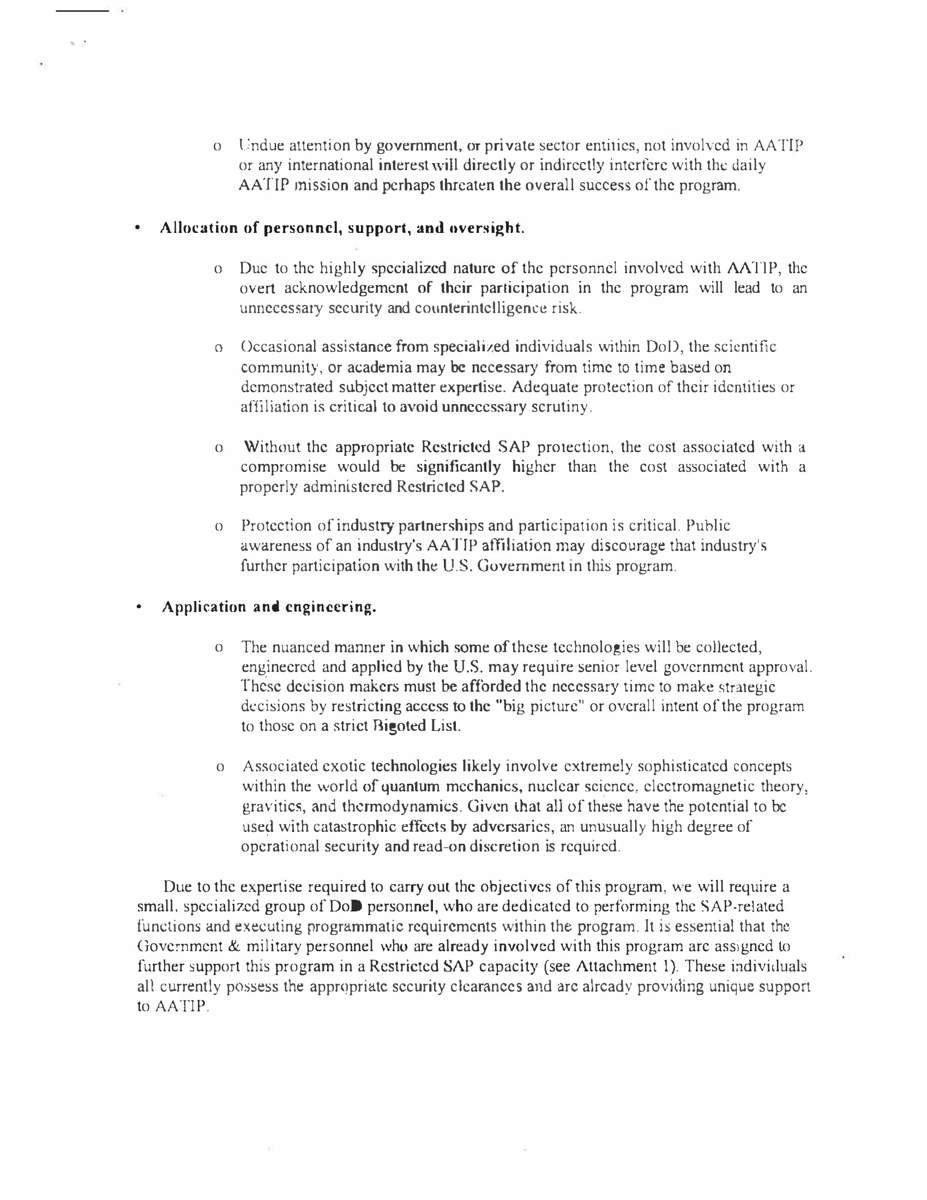 o Undue attention by government, or private sector entities, not involved in AATIP
or any international interest will directly or indirectly interfere with the daily
AATIP mission and perhaps threaten the overall success of the program.
• Allocation of personnel, support, and oversight.
o Due to the highly specialized nature of the personnel involved with AATIP, the
overt acknowledgement of their participation in the program will lead to an
unnecessary security and counterintelligence risk.
o Occasional assistance from specialized individuals within DoD, the scientific
community, or academia may be necessary from time to time based on
demonstrated subject matter expertise. Adequate protection of their identities or
affiliation is critical to avoid unnecessary scrutiny.
o Without the appropriate Restricted SAP protection, the cost associated with a
compromise would be significantly higher than the cost associated with a
properly administered Restricted SAP.
o Protection of industry partnerships and participation is critical. Public
awareness of an industry's AATIP affiliation may discourage that industry's
further participation with the U.S. Government in this program.
• Application and engineering.
o The nuanced manner in which some of these technologies will be collected,
engineered and applied by the U.S. may require senior level government approval.
These decision makers must be afforded the necessary time to make strategic
decisions by restricting access to the "big picture" or overall intent of the program
to those on a strict Bigoted List.
o Associated exotic technologies likely involve extremely sophisticated concepts
within the world of quantum mechanics, nuclear science, electromagnetic theory,
gravitics, and thermodynamics. Given that all of these have the potential to be
used with catastrophic effects by adversaries, an unusually high degree of
operational security and read-on discretion is required.
Due to the expertise required to carry out the objectives of this program, we will require a
small, specialized group of DoD personnel, who are dedicated to performing the SAP-related
functions and executing programmatic requirements within the program. It is essential that the
Government & military personnel who are already involved with this program are assigned to
further support this program in a Restricted SAP capacity (see Attachment 1). These individuals
all currently possess the appropriate security clearances and are already providing unique support
to AATIP.